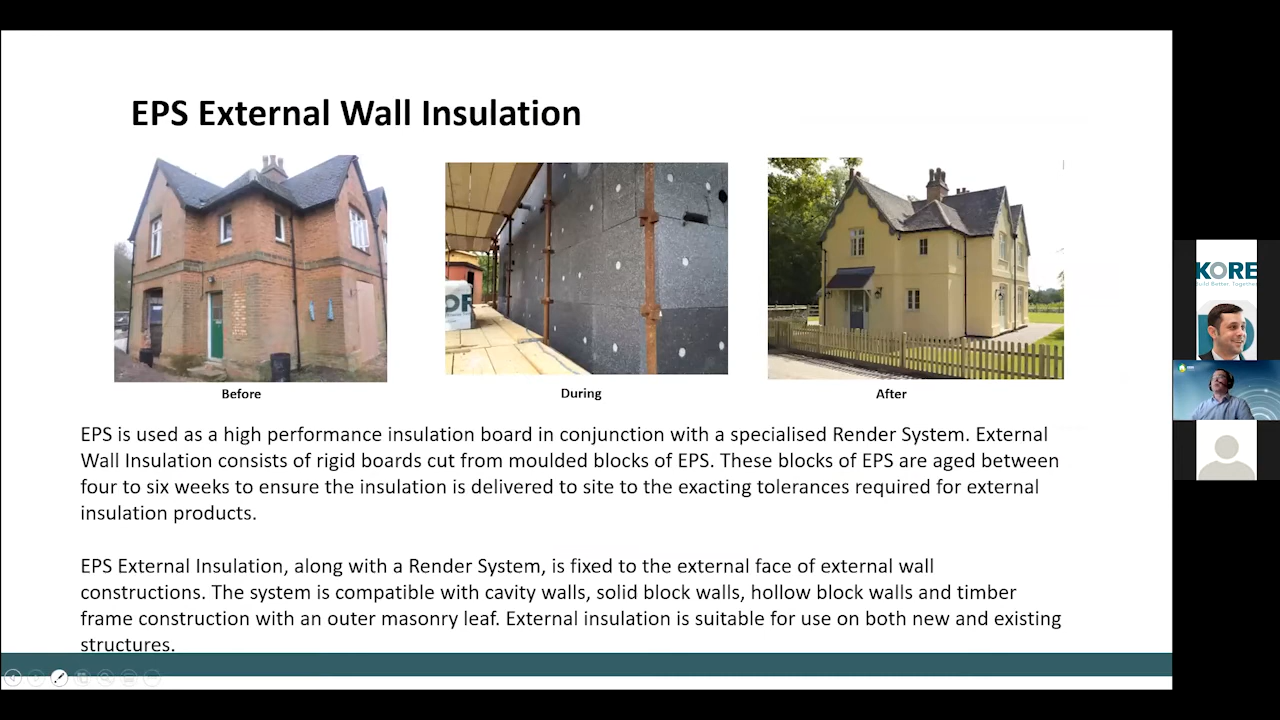 EPS External Wall Insulation
Before
During
After
EPS is used as a high performance insulation board in conjunction with a specialised Render System. External
Wall Insulation consists of rigid boards cut from moulded blocks of EPS. These blocks of EPS are aged between
four to six weeks to ensure the insulation is delivered to site to the exacting tolerances required for external
insulation products.
EPS External Insulation, along with a Render System, is fixed to the external face of external wall
constructions. The system is compatible with cavity walls, solid block walls, hollow block walls and timber
frame construction with an outer masonry leaf. External insulation is suitable for use on both new and existing
structures.
KORE
Build Better. Together